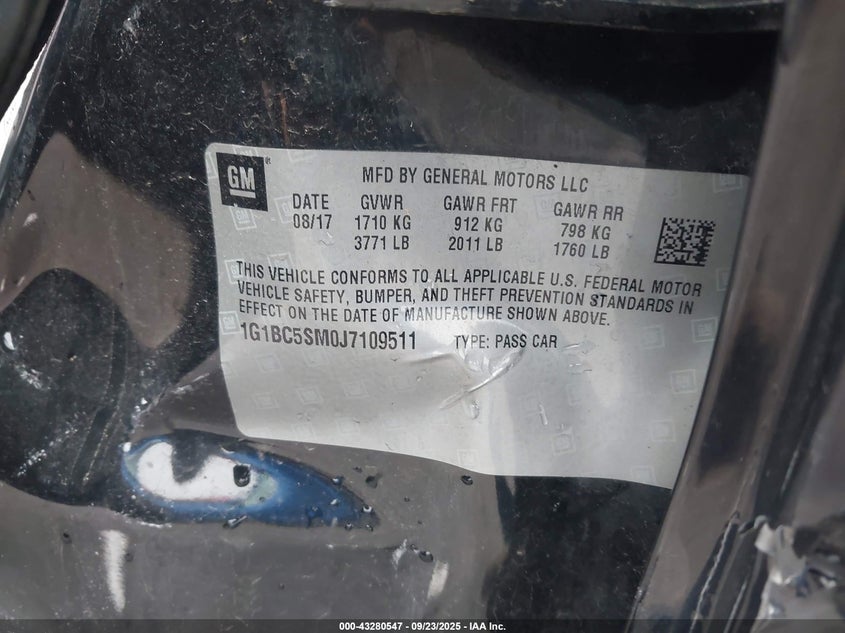 GM
MFD BY GENERAL MOTORS LLC
DATE GVWR GAWR FRT GAWR RR
08/17 1710 KG 912 KG 798 KG
3771 LB 2011 LB 1760 LB
THIS VEHICLE CONFORMS TO ALL APPLICABLE U.S. FEDERAL MOTOR
VEHICLE SAFETY, BUMPER, AND THEFT PREVENTION STANDARDS IN
EFFECT ON THE DATE OF MANUFACTURE SHOWN ABOVE.
1G1BC5SM0J7109511 TYPE: PASS CAR
000-43280547 - 09/23/2025 - IAA Inc.